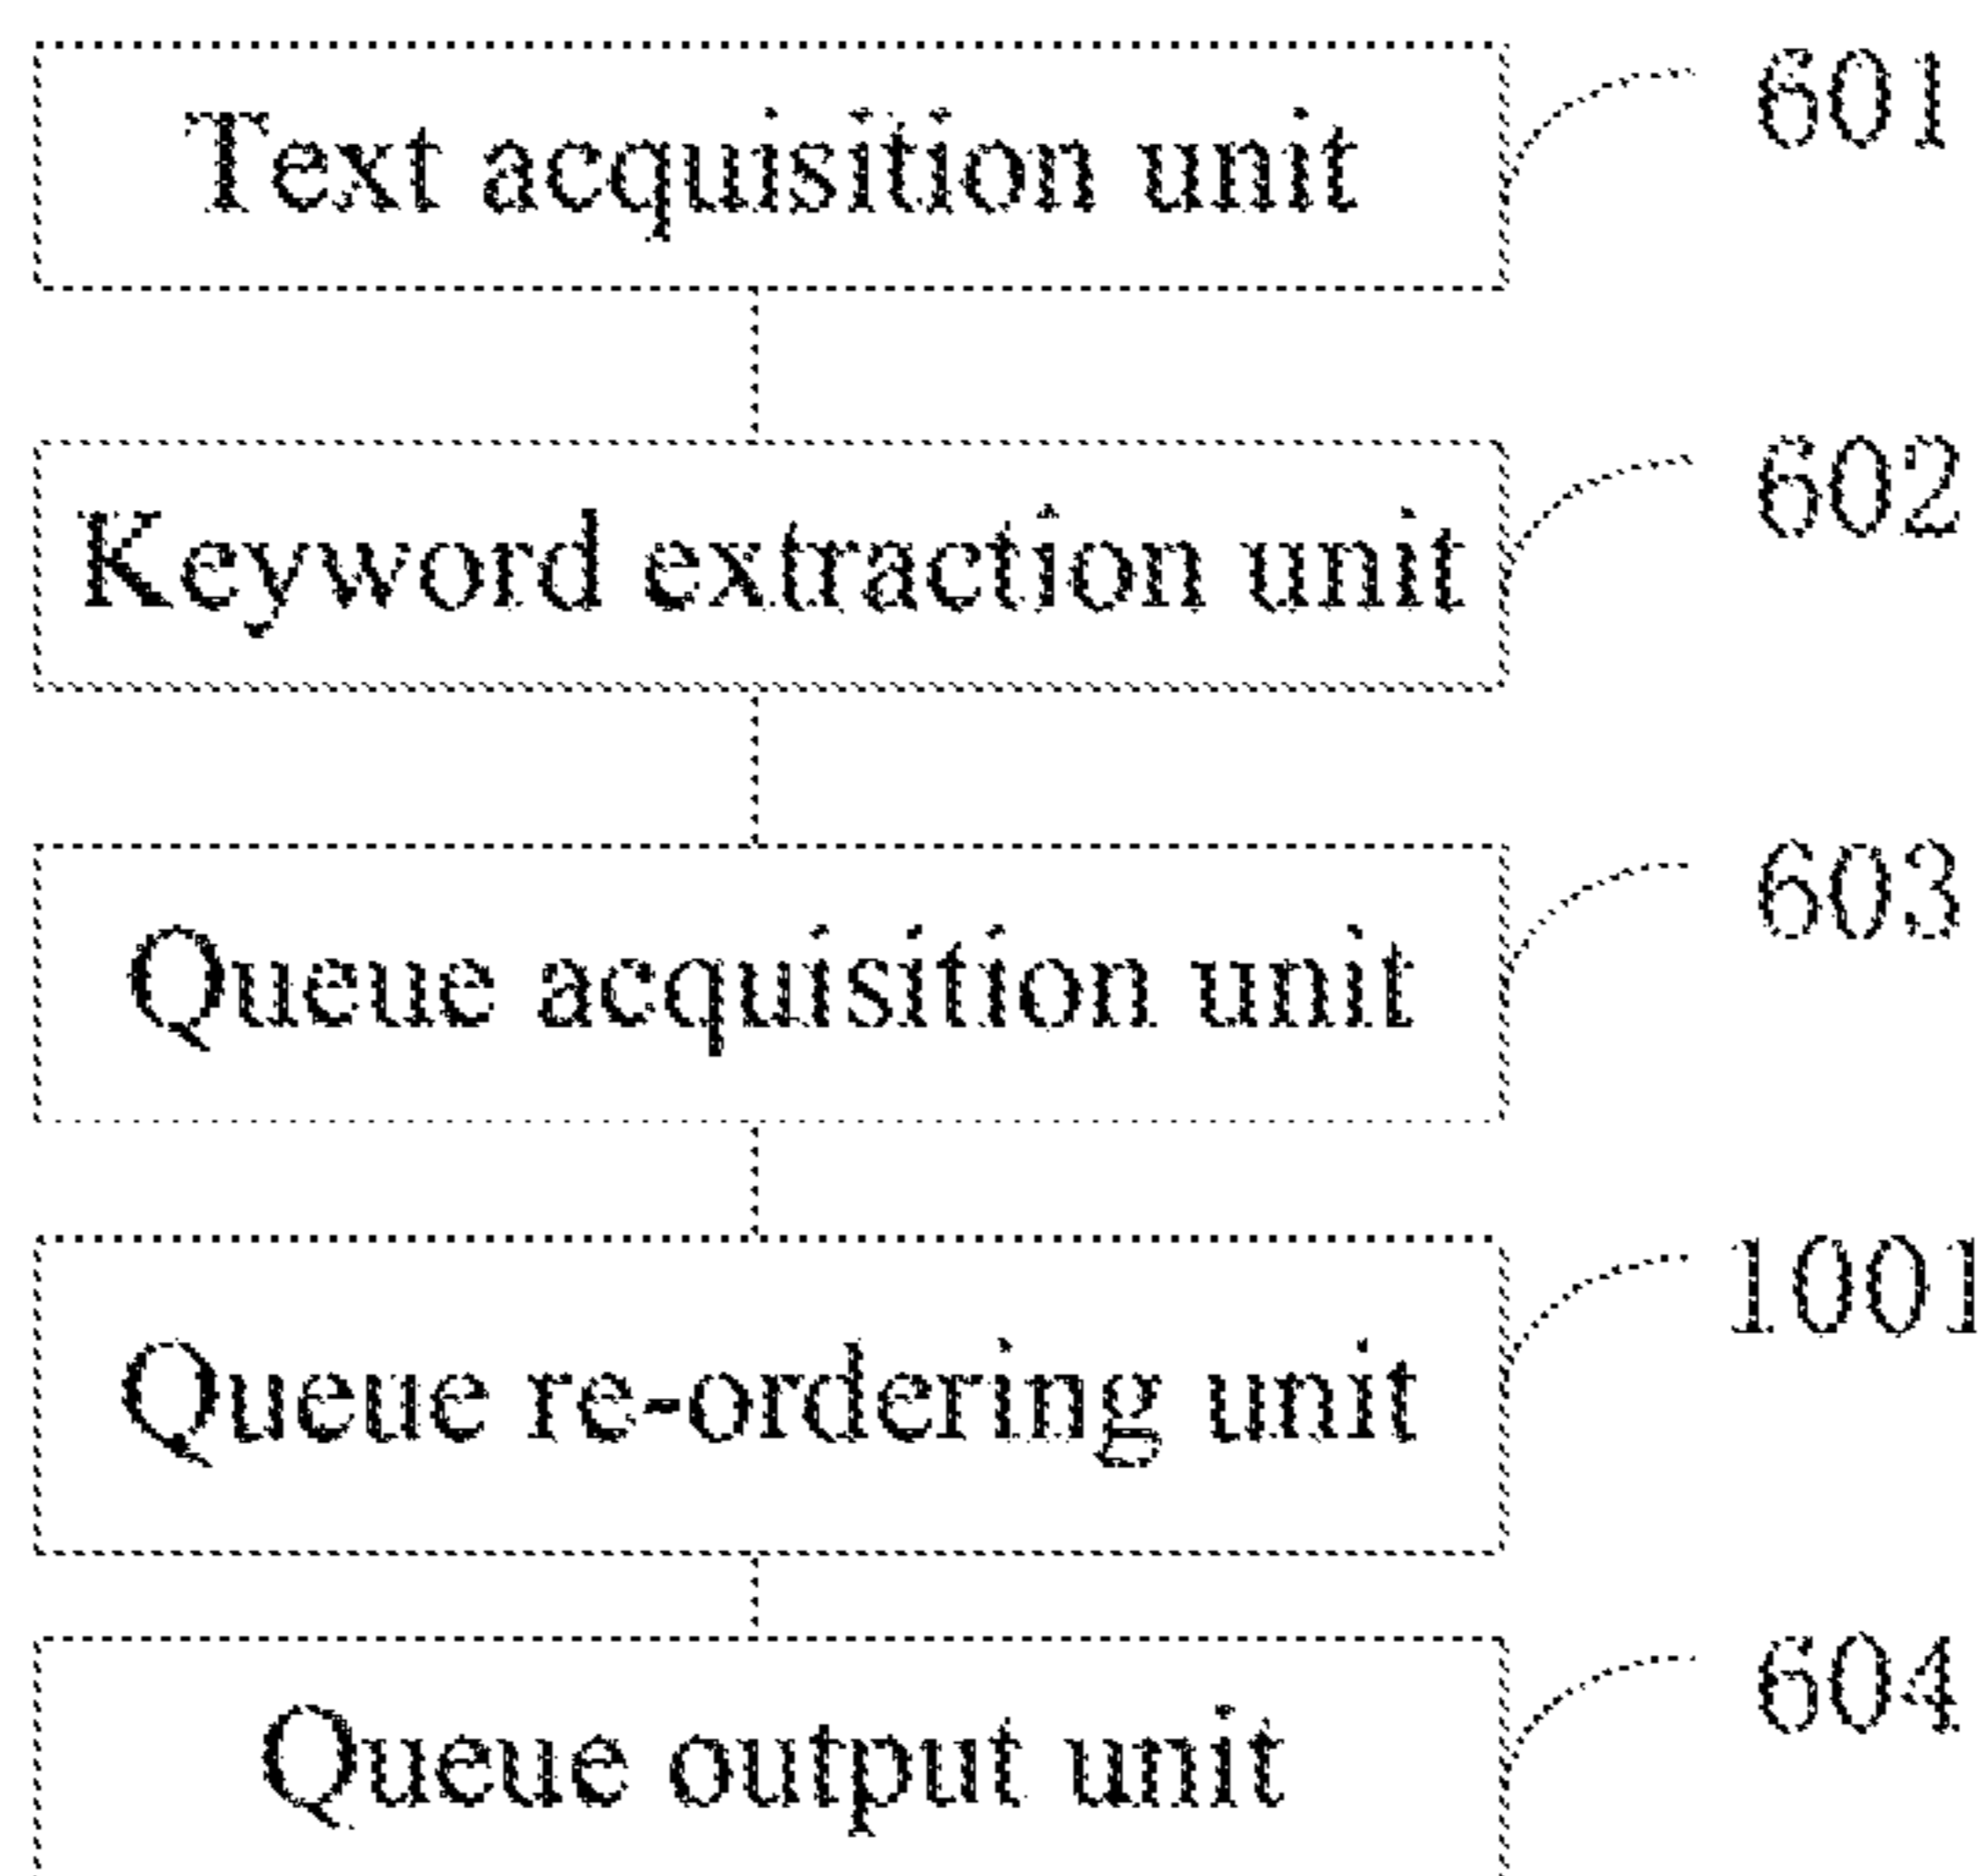 Text acquisition unit 601
Keyword extraction unit 602
Queue acquisition unit 603
Queue re-ordering unit 1001
Queue output unit 604